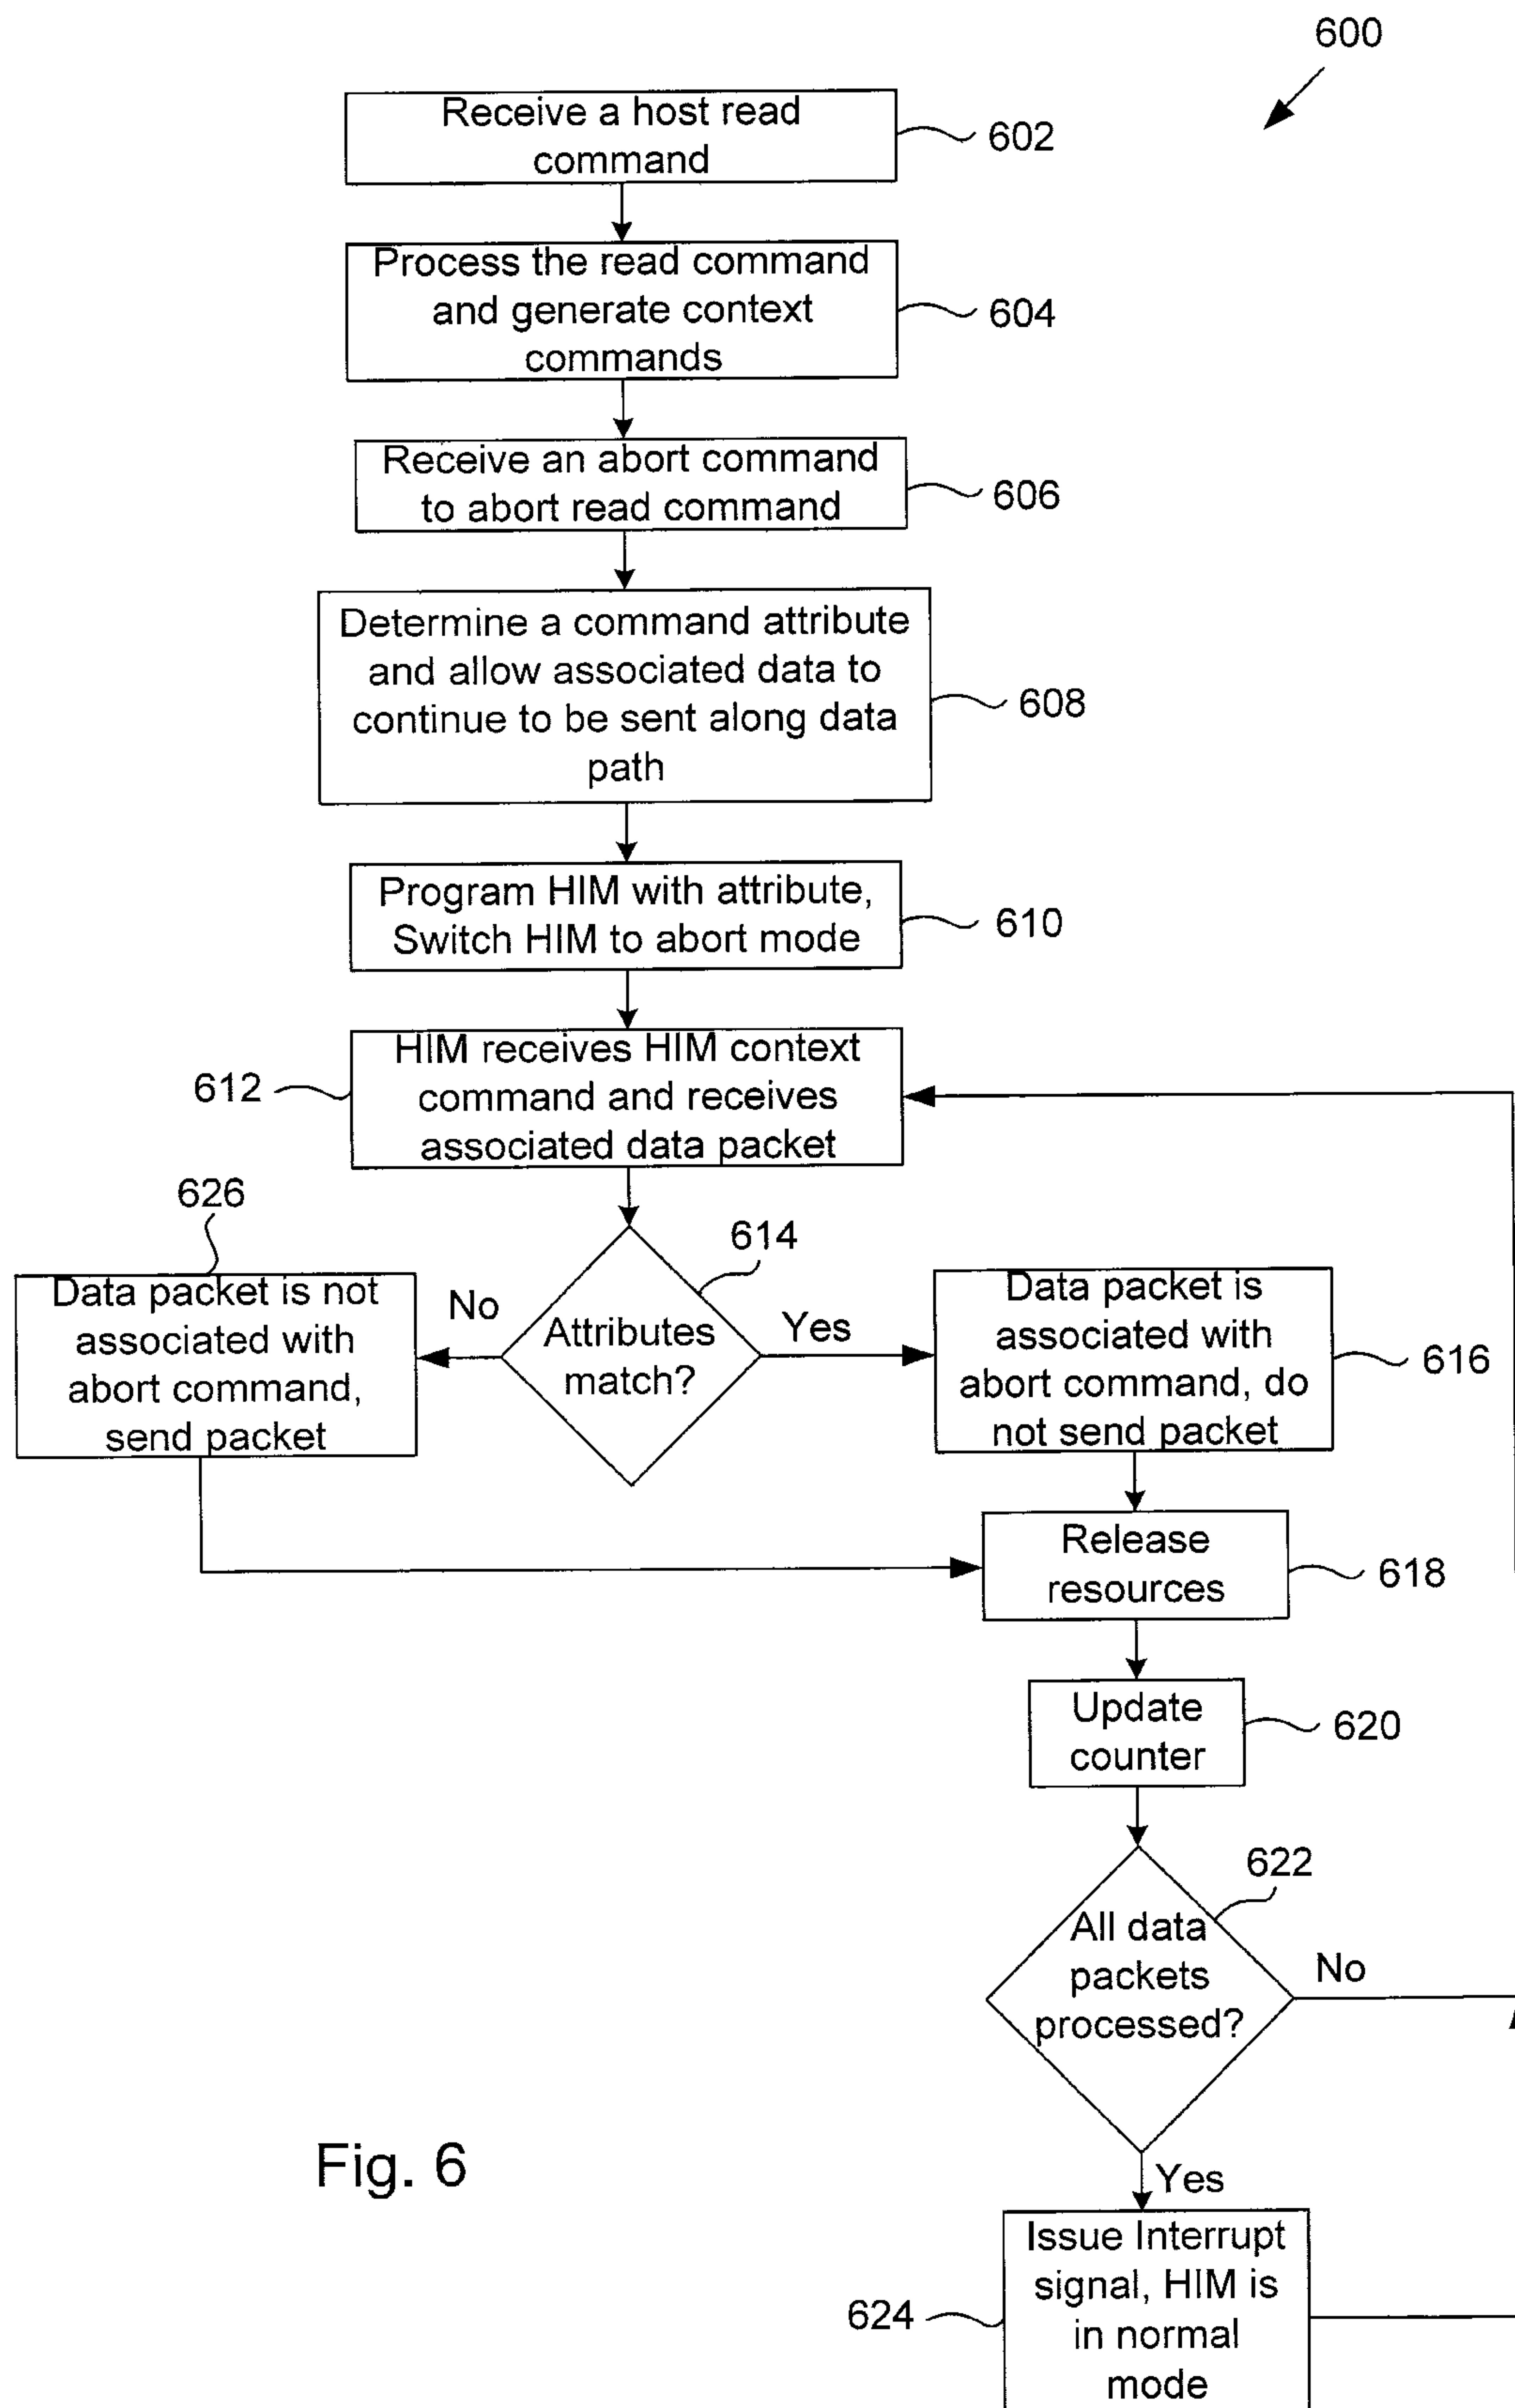 600
Receive a host read
command
602
Process the read command
and generate context
commands
604
Receive an abort command
to abort read command
606
Determine a command attribute
and allow associated data to
continue to be sent along data
path
608
Program HIM with attribute,
Switch HIM to abort mode
610
HIM receives HIM context
command and receives
associated data packet
612
626
Data packet is not
associated with
abort command,
send packet
No
614
Attributes
match?
Yes
Data packet is
associated with
abort command, do
not send packet
616
Release
resources
618
Update
counter
620
622
All data
packets
processed?
No
Yes
Issue Interrupt
signal, HIM is
in normal
mode
624
Fig. 6